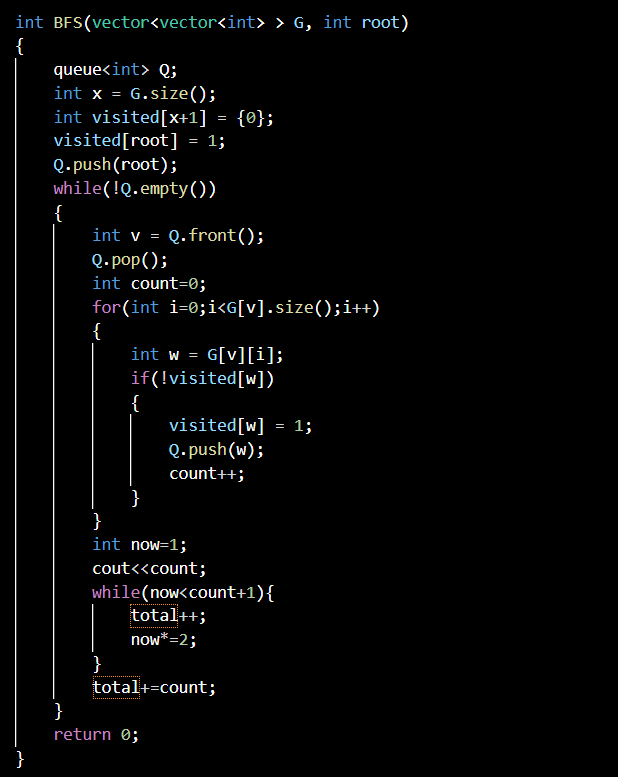 int BFS(vector<vector<int> > G, int root)
{
    queue<int> Q;
    int x = G.size();
    int visited[x+1] = {0};
    visited[root] = 1;
    Q.push(root);
    while(!Q.empty())
    {
        int v = Q.front();
        Q.pop();
        int count=0;
        for(int i=0;i<G[v].size();i++)
        {
            int w = G[v][i];
            if(!visited[w])
            {
                visited[w] = 1;
                Q.push(w);
                count++;
            }
        }
        int now=1;
        cout<<count;
        while(now<count+1){
            total++;
            now*=2;
        }
        total+=count;
    }
    return 0;
}